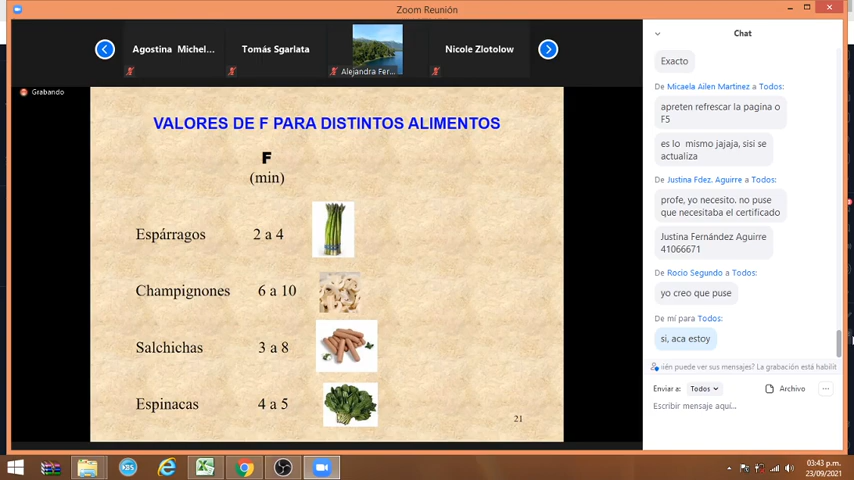 Zoom Reunión
Agostina Michel...
Tomás Sgarlata
Alejandra Fer...
Nicole Zlotolow
Grabando
VALORES DE F PARA DISTINTOS ALIMENTOS
F
(min)
Espárragos 2 a 4
Champignones 6 a 10
Salchichas 3 a 8
Espinacas 4 a 5
21
Chat
Exacto
De Micaela Ailen Martinez a Todos:
apreten refrescar la pagina o
F5
es lo mismo jajaja, sisi se
actualiza
De Justina Fdez. Aguirre a Todos:
profe, yo necesito. no puse
que necesitaba el certificado
Justina Fernández Aguirre
41066671
De Rocio Segundo a Todos:
yo creo que puse
De mí para Todos:
si, aca estoy
ién puede ver sus mensajes? La grabación está habilit
Enviar a: Todos Archivo ...
Escribir mensaje aquí...
03:43 p.m.
23/09/2021